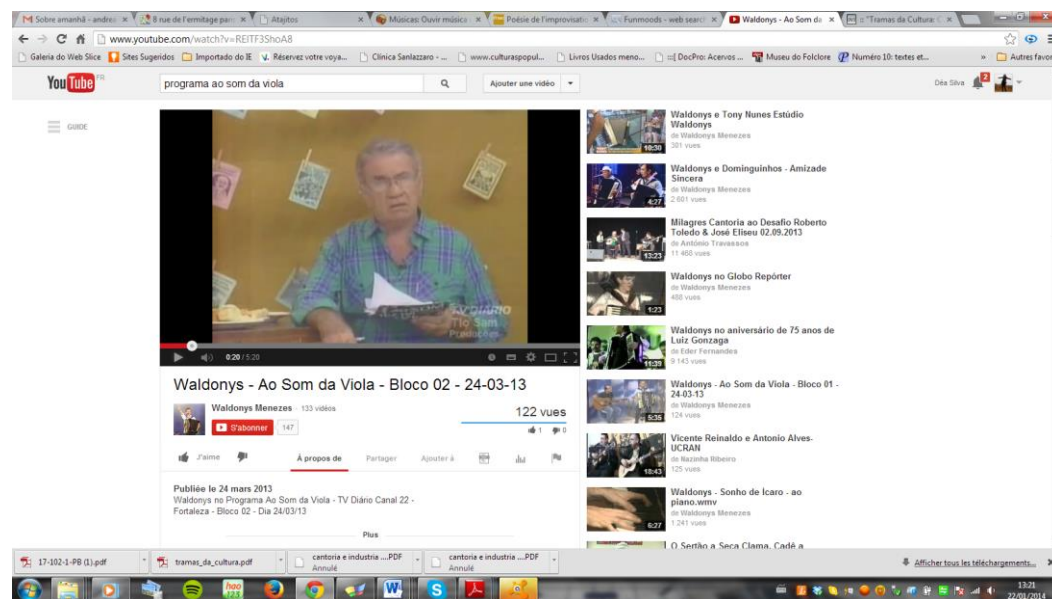 Sobre amanhã - andrea
8 rue de l'ermitage pari
Atajitos
Músicas: Ouvir música
Poésie de l'improvisatio
Funmoods - web search
Waldonys - Ao Som da
"Tramas da Cultura: C
www.youtube.com/watch?v=REITF3ShoA8
Galeria do Web Slice
Sites Sugeridos
Importado do IE
Réservez votre voya...
Clínica Sanlazzaro - ...
www.culturaspopul...
Livros Usados meno...
DocPro: Acervos ...
Museu do Folclore
Numéro 10: textes et...
»
Autres favor
YouTube FR
programa ao som da viola
Ajouter une vidéo
Déa Silva
2
GUIDE
TV DIÁRIO
Tio Sam
Produções
0:20 / 5:20
Waldonys - Ao Som da Viola - Bloco 02 - 24-03-13
Waldonys Menezes · 133 vidéos
S'abonner 147
122 vues
1 0
J'aime
À propos de
Partager
Ajouter à
Publiée le 24 mars 2013
Waldonys no Programa Ao Som da Viola - TV Diário Canal 22 -
Fortaleza - Bloco 02 - Dia 24/03/13
Plus
Waldonys e Tony Nunes Estúdio
Waldonys
de Waldonys Menezes
381 vues
10:30
Waldonys e Dominguinhos - Amizade
Sincera
de Waldonys Menezes
2 601 vues
4:27
Milagres Cantoria ao Desafio Roberto
Toledo & José Eliseu 02.09.2013
de António Travassos
11 468 vues
13:23
Waldonys no Globo Repórter
de Waldonys Menezes
488 vues
1:23
Waldonys no aniversário de 75 anos de
Luiz Gonzaga
de Eder Fernandes
9 143 vues
11:39
Waldonys - Ao Som da Viola - Bloco 01 -
24-03-13
de Waldonys Menezes
124 vues
5:35
Vicente Reinaldo e Antonio Alves-
UCRAN
de Nazinha Ribeiro
125 vues
18:43
Waldonys - Sonho de Icaro - ao
piano.wmv
de Waldonys Menezes
1 241 vues
6:27
O Sertão a Seca Clama, Cadê a
17-102-1-PB (1).pdf
tramas_da_cultura.pdf
cantoria e industria ....PDF
Annulé
cantoria e industria ....PDF
Annulé
Afficher tous les téléchargements...
hao
123
13:21
22/01/2014